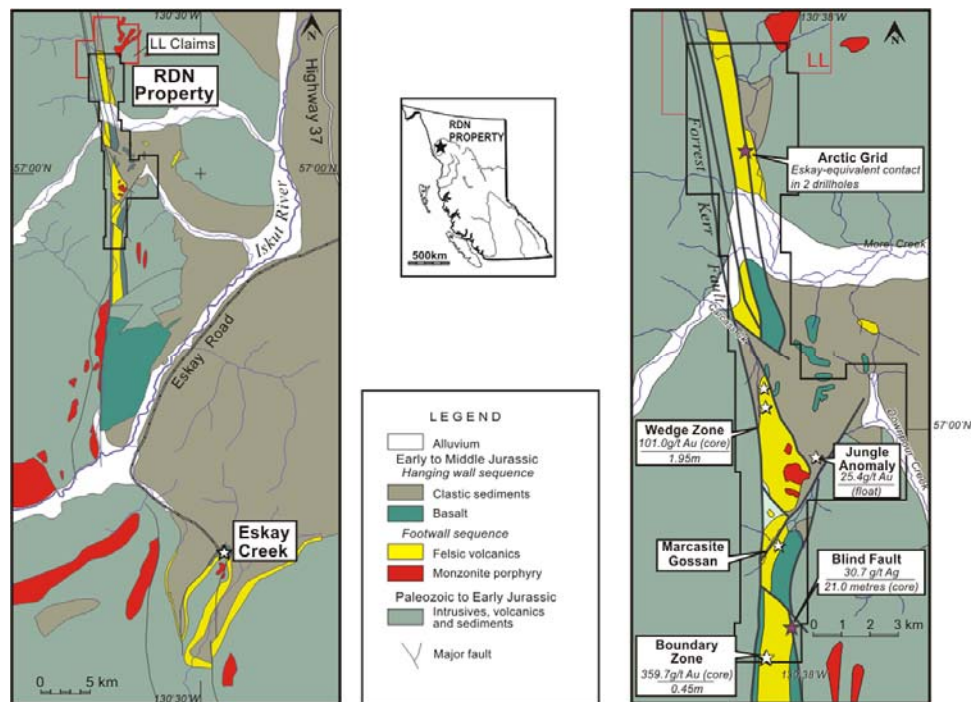 130°30'
LL Claims
RDN
Property
N
Highway 37
57°00'N
Iskut River
Eskay Road
Eskay
Creek
0 5 km
130°30'W
RDN
PROPERTY
500km
LEGEND
Alluvium
Early to Middle Jurassic
Hanging wall sequence
Clastic sediments
Basalt
Footwall sequence
Felsic volcanics
Monzonite porphyry
Paleozoic to Early Jurassic
Intrusives, volcanics
and sediments
Major fault
130°38'
N
LL
Forrest
Kerr
Fault
Arctic Grid
Eskay-equivalent contact
in 2 drillholes
More Creek
57°00'N
Wedge Zone
101.0g/t Au (core)
1.95m
Jungle
Anomaly
25.4g/t Au
(float)
Downpour Creek
Marcasite
Gossan
Blind Fault
30.7 g/t Ag
21.0 metres (core)
0 1 2 3 km
Boundary
Zone
359.7g/t Au (core)
0.45m
130°38'W